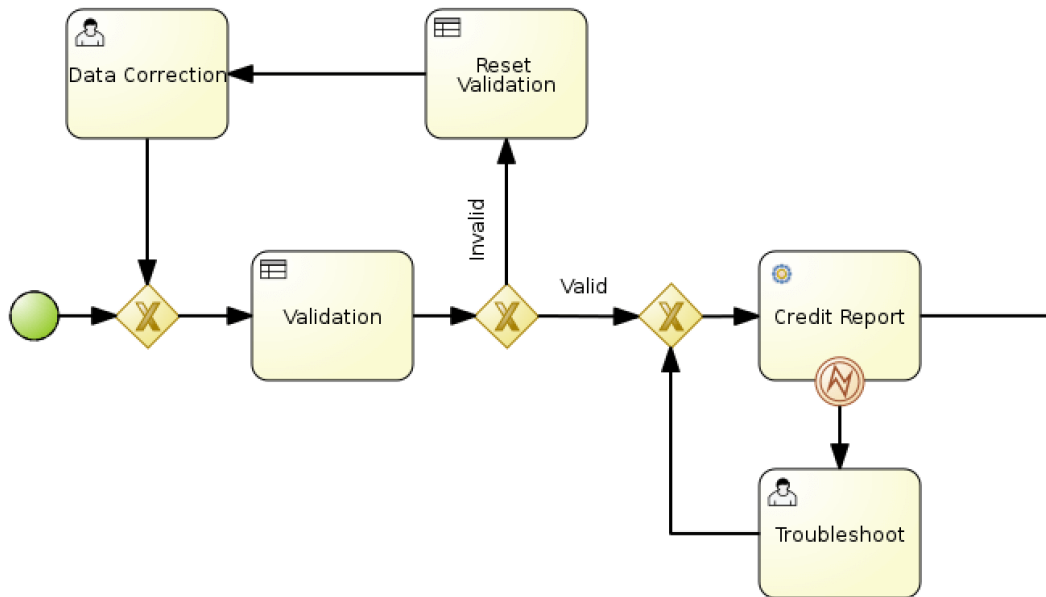 Data Correction
Reset
Validation
Invalid
Valid
Validation
Credit Report
Troubleshoot